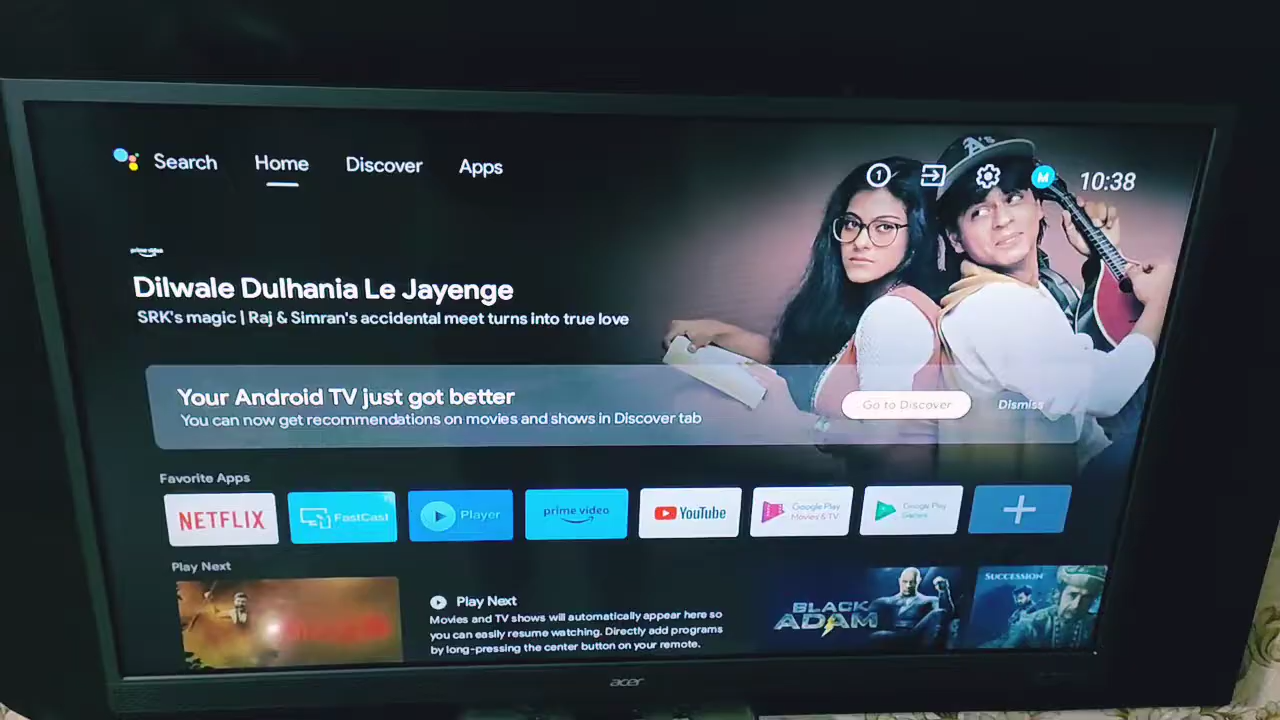 Search Home Discover Apps
1 M 10:38
A's
prime video
Dilwale Dulhania Le Jayenge
SRK's magic | Raj & Simran's accidental meet turns into true love
Your Android TV just got better
You can now get recommendations on movies and shows in Discover tab
Go to Discover Dismiss
Favorite Apps
NETFLIX
FastCast
Player
prime video
YouTube
Google Play
Movies & TV
Google Play
Games
Play Next
Play Next
Movies and TV shows will automatically appear here so
you can easily resume watching. Directly add programs
by long-pressing the center button on your remote.
BLACK
ADAM
SUCCESSION
acer